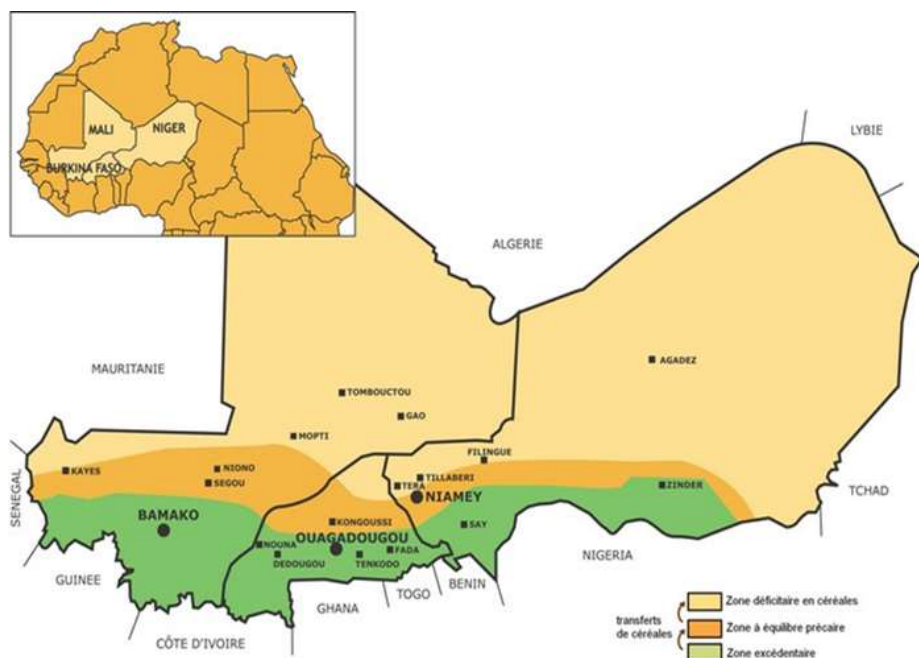 MALI
NIGER
BURKINA FASO
LYBIE
ALGERIE
MAURITANIE
AGADEZ
TOMBOUCTOU
GAO
MOPTI
FILINGUE
KAYES
NIONO
TILLABERI
SEGOU
TERA
ZINDER
NIAMEY
SENEGAL
TCHAD
BAMAKO
KONGOUSSI
SAY
OUAGADOUGOU
NOUNA
FADA
DEDOUGOU
TENKODO
NIGERIA
GUINEE
BENIN
TOGO
GHANA
CÔTE D'IVOIRE
transferts
de céréales
Zone déficitaire en céréales
Zone à équilibre précaire
Zone excédentaire